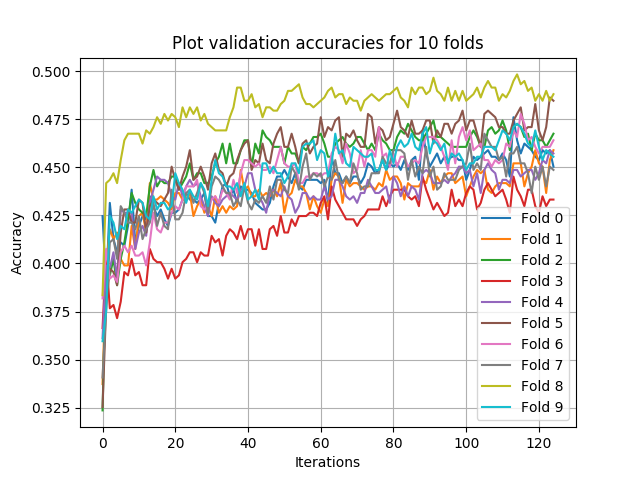 Plot validation accuracies for 10 folds
0.500
0.475
0.450
0.425
0.400
0.375
0.350
0.325
Accuracy
0
20
40
60
80
100
120
Iterations
Fold 0
Fold 1
Fold 2
Fold 3
Fold 4
Fold 5
Fold 6
Fold 7
Fold 8
Fold 9